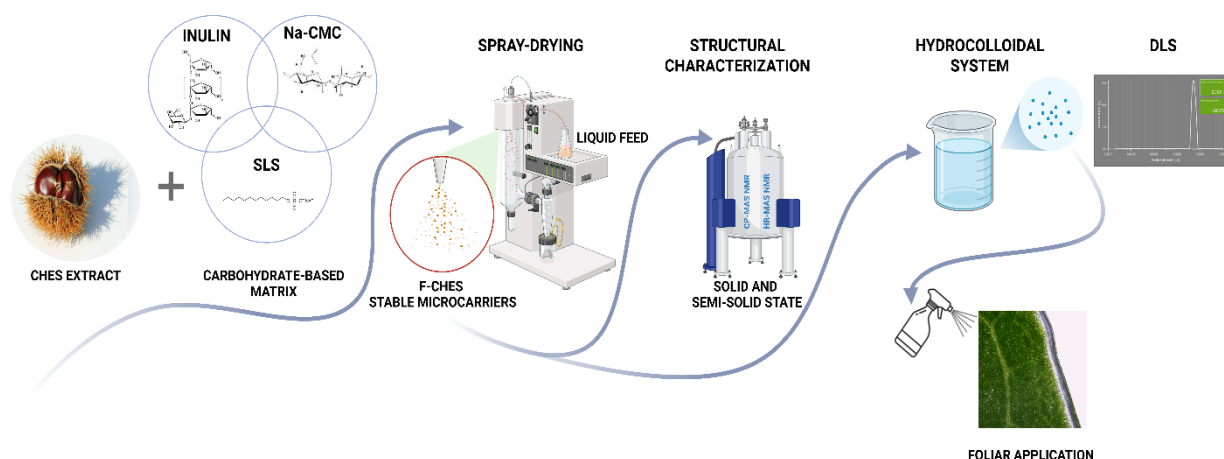 INULIN
Na-CMC
SLS
CHES EXTRACT
CARBOHYDRATE-BASED
MATRIX
SPRAY-DRYING
LIQUID FEED
F-CHES
STABLE MICROCARRIERS
STRUCTURAL
CHARACTERIZATION
CP-MAS NMR
HR-MAS NMR
SOLID AND
SEMI-SOLID STATE
HYDROCOLLOIDAL
SYSTEM
DLS
FOLIAR APPLICATION